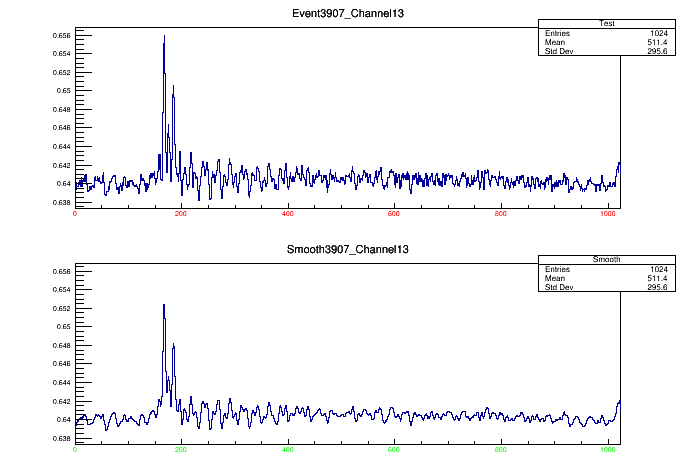 Event3907_Channel13
Test
Entries 1024
Mean 511.4
Std Dev 295.6
0.656
0.654
0.652
0.65
0.648
0.646
0.644
0.642
0.64
0.638
0 200 400 600 800 1000
Smooth3907_Channel13
Smooth
Entries 1024
Mean 511.4
Std Dev 295.6
0.656
0.654
0.652
0.65
0.648
0.646
0.644
0.642
0.64
0.638
0 200 400 600 800 1000